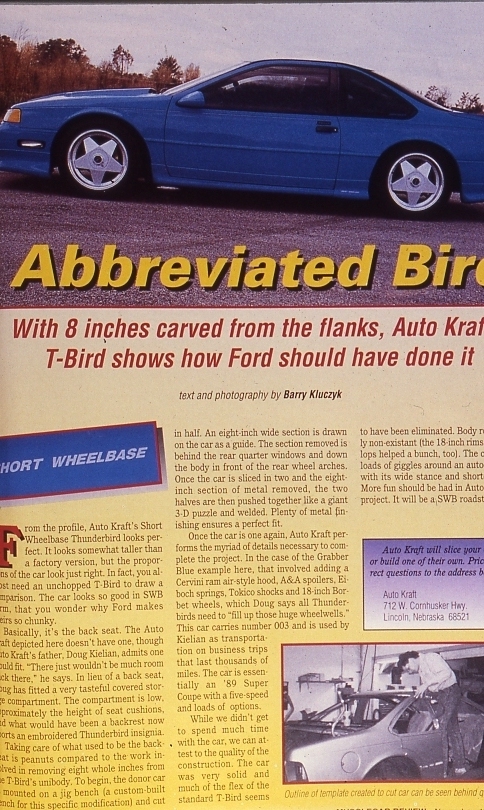 Abbreviated Bir
With 8 inches carved from the flanks, Auto Kraf
T-Bird shows how Ford should have done it
text and photography by Barry Kluczyk
HORT WHEELBASE
From the profile, Auto Kraft's Short
Wheelbase Thunderbird looks per-
fect. It looks somewhat taller than
a factory version, but the propor-
ns of the car look just right. In fact, you al-
ost need an unchopped T-Bird to draw a
mparison. The car looks so good in SWB
rm, that you wonder why Ford makes
eirs so chunky.
Basically, it's the back seat. The Auto
raft depicted here doesn't have one, though
uto Kraft's father, Doug Kielian, admits one
ould fit. "There just wouldn't be much room
ck there," he says. In lieu of a back seat,
oug has fitted a very tasteful covered stor-
ge compartment. The compartment is low,
proximately the height of seat cushions,
nd what would have been a backrest now
orts an embroidered Thunderbird insignia.
Taking care of what used to be the back-
at is peanuts compared to the work in-
olved in removing eight whole inches from
e T-Bird's unibody. To begin, the donor car
mounted on a jig bench (a custom-built
nch for this specific modification) and cut
in half. An eight-inch wide section is drawn
on the car as a guide. The section removed is
behind the rear quarter windows and down
the body in front of the rear wheel arches.
Once the car is sliced in two and the eight-
inch section of metal removed, the two
halves are then pushed together like a giant
3-D puzzle and welded. Plenty of metal fin-
ishing ensures a perfect fit.
Once the car is one again, Auto Kraft per-
forms the myriad of details necessary to com-
plete the project. In the case of the Grabber
Blue example here, that involved adding a
Cervini ram air-style hood, A&A spoilers, Ei-
boch springs, Tokico shocks and 18-inch Bor-
bet wheels, which Doug says all Thunder-
birds need to "fill up those huge wheelwells."
This car carries number 003 and is used by
Kielian as transporta-
tion on business trips
that last thousands of
miles. The car is essen-
tially an '89 Super
Coupe with a five-speed
and loads of options.
While we didn't get
to spend much time
with the car, we can at-
test to the quality of the
construction. The car
was very solid and
much of the flex of the
standard T-Bird seems
to have been eliminated. Body r
ly non-existent (the 18-inch rims
lops helped a bunch, too). The c
loads of giggles around an auto
with its wide stance and short
More fun should be had in Auto
project. It will be a SWB roadst
Auto Kraft will slice your
or build one of their own. Pric
rect questions to the address b
Auto Kraft
712 W. Cornhusker Hwy.
Lincoln, Nebraska 68521
Outline of template created to cut car can be seen behind q